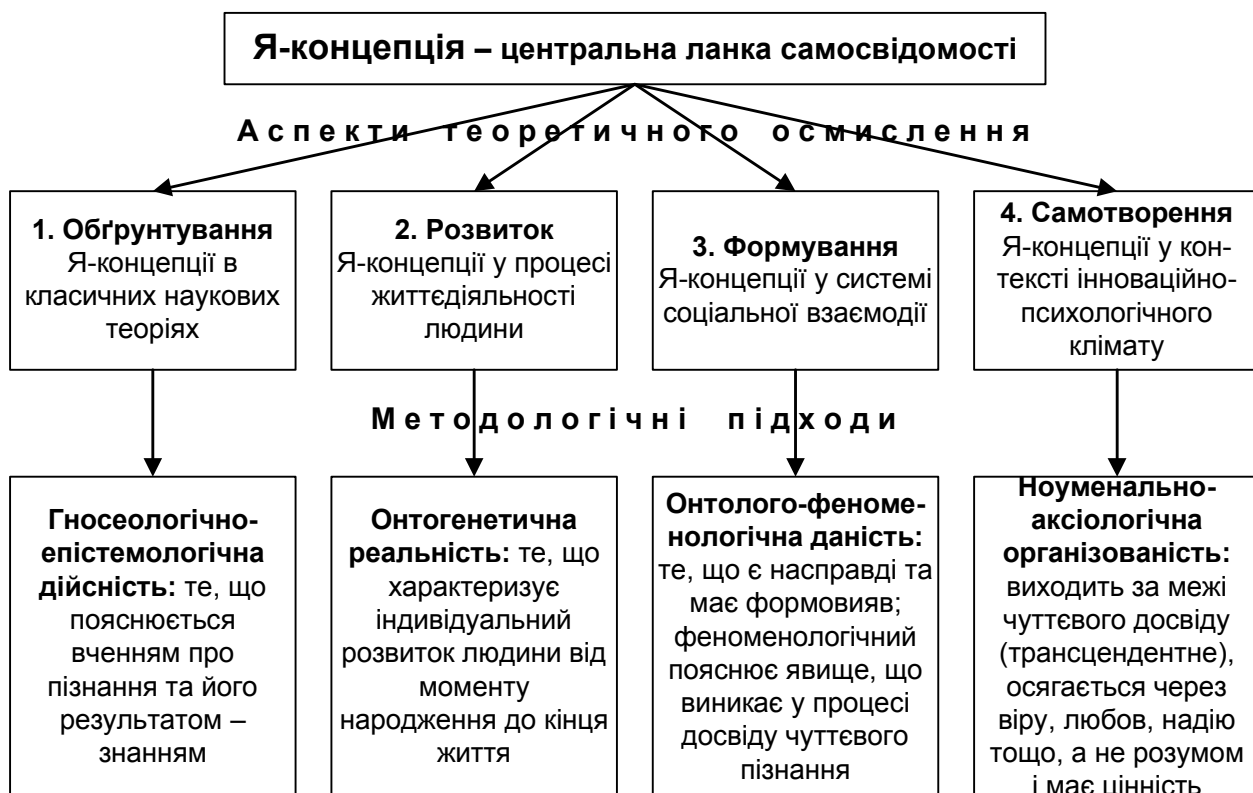 Я-концепція – центральна ланка самосвідомості
Аспекти теоретичного осмислення
1. Обґрунтування
Я-концепції в
класичних наукових
теоріях
2. Розвиток
Я-концепції у процесі
життєдіяльності
людини
3. Формування
Я-концепції у системі
соціальної взаємодії
4. Самотворення
Я-концепції у кон-
тексті інноваційно-
психологічного
клімату
Методологічні підходи
Гносеологічно-
епістемологічна
дійсність: те, що
пояснюється
вченням про
пізнання та його
результатом –
знанням
Онтогенетична
реальність: те, що
характеризує
індивідуальний
розвиток людини від
моменту
народження до кінця
життя
Онтолого-феноме-
нологічна даність:
те, що є насправді та
має формовияв;
феноменологічний
пояснює явище, що
виникає у процесі
досвіду чуттєвого
пізнання
Ноуменально-
аксіологічна
організованість:
виходить за межі
чуттєвого досвіду
(трансцендентне),
осягається через
віру, любов, надію
тощо, а не розумом
і має цінність